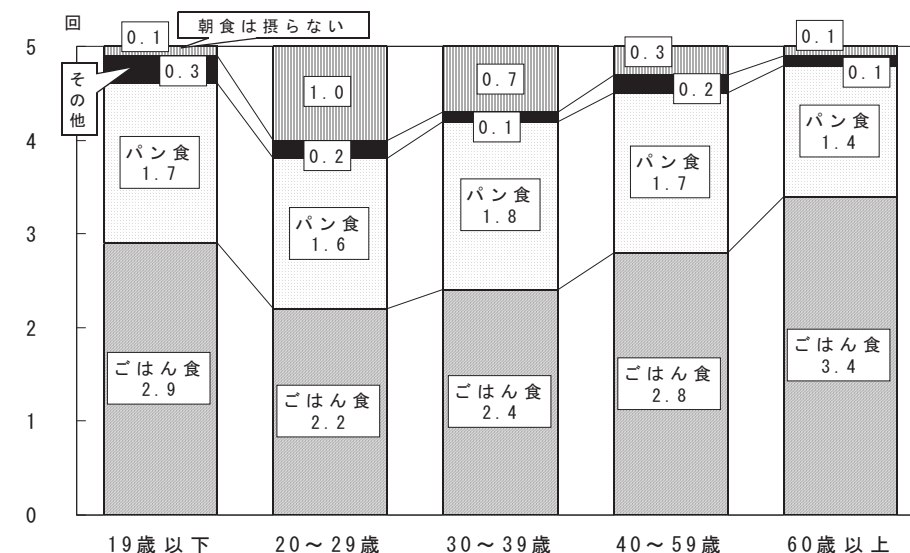 回
朝食は摂らない
5
4
3
2
1
0
その他
0.1
0.3
パン食
1.7
ごはん食
2.9
1.0
0.2
パン食
1.6
ごはん食
2.2
0.7
0.1
パン食
1.8
ごはん食
2.4
0.3
0.2
パン食
1.7
ごはん食
2.8
0.1
0.1
パン食
1.4
ごはん食
3.4
19歳以下
20～29歳
30～39歳
40～59歳
60歳以上